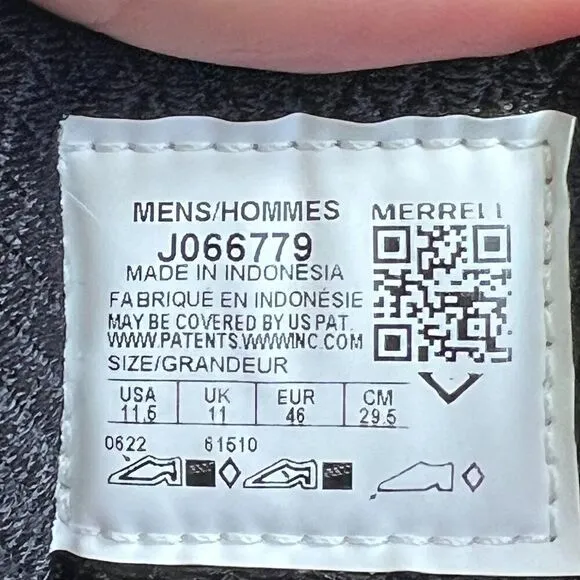 MENS/HOMMES MERRELL
J066779
MADE IN INDONESIA
FABRIQUÉ EN INDONÉSIE
MAY BE COVERED BY US PAT.
WWW.PATENTS.WWWINC.COM
SIZE/GRANDEUR
USA UK EUR CM
11.5 11 46 29.5
0622 61510